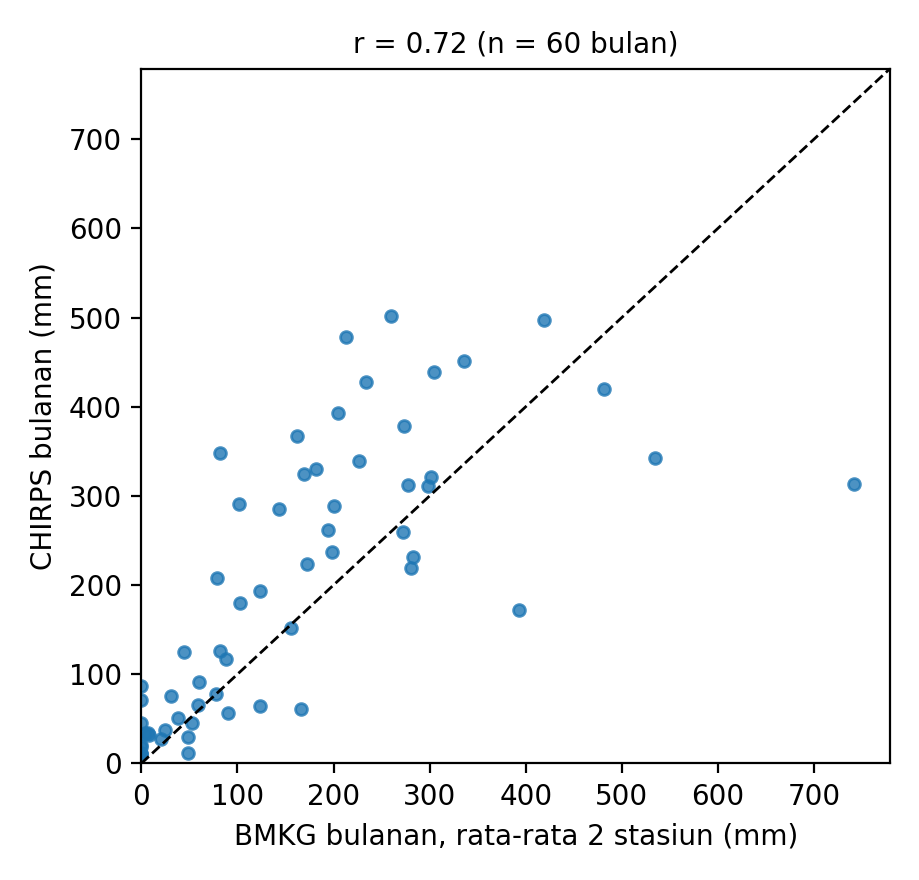 r = 0.72 (n = 60 bulan)
CHIRPS bulanan (mm)
700
600
500
400
300
200
100
0
0 100 200 300 400 500 600 700
BMKG bulanan, rata-rata 2 stasiun (mm)